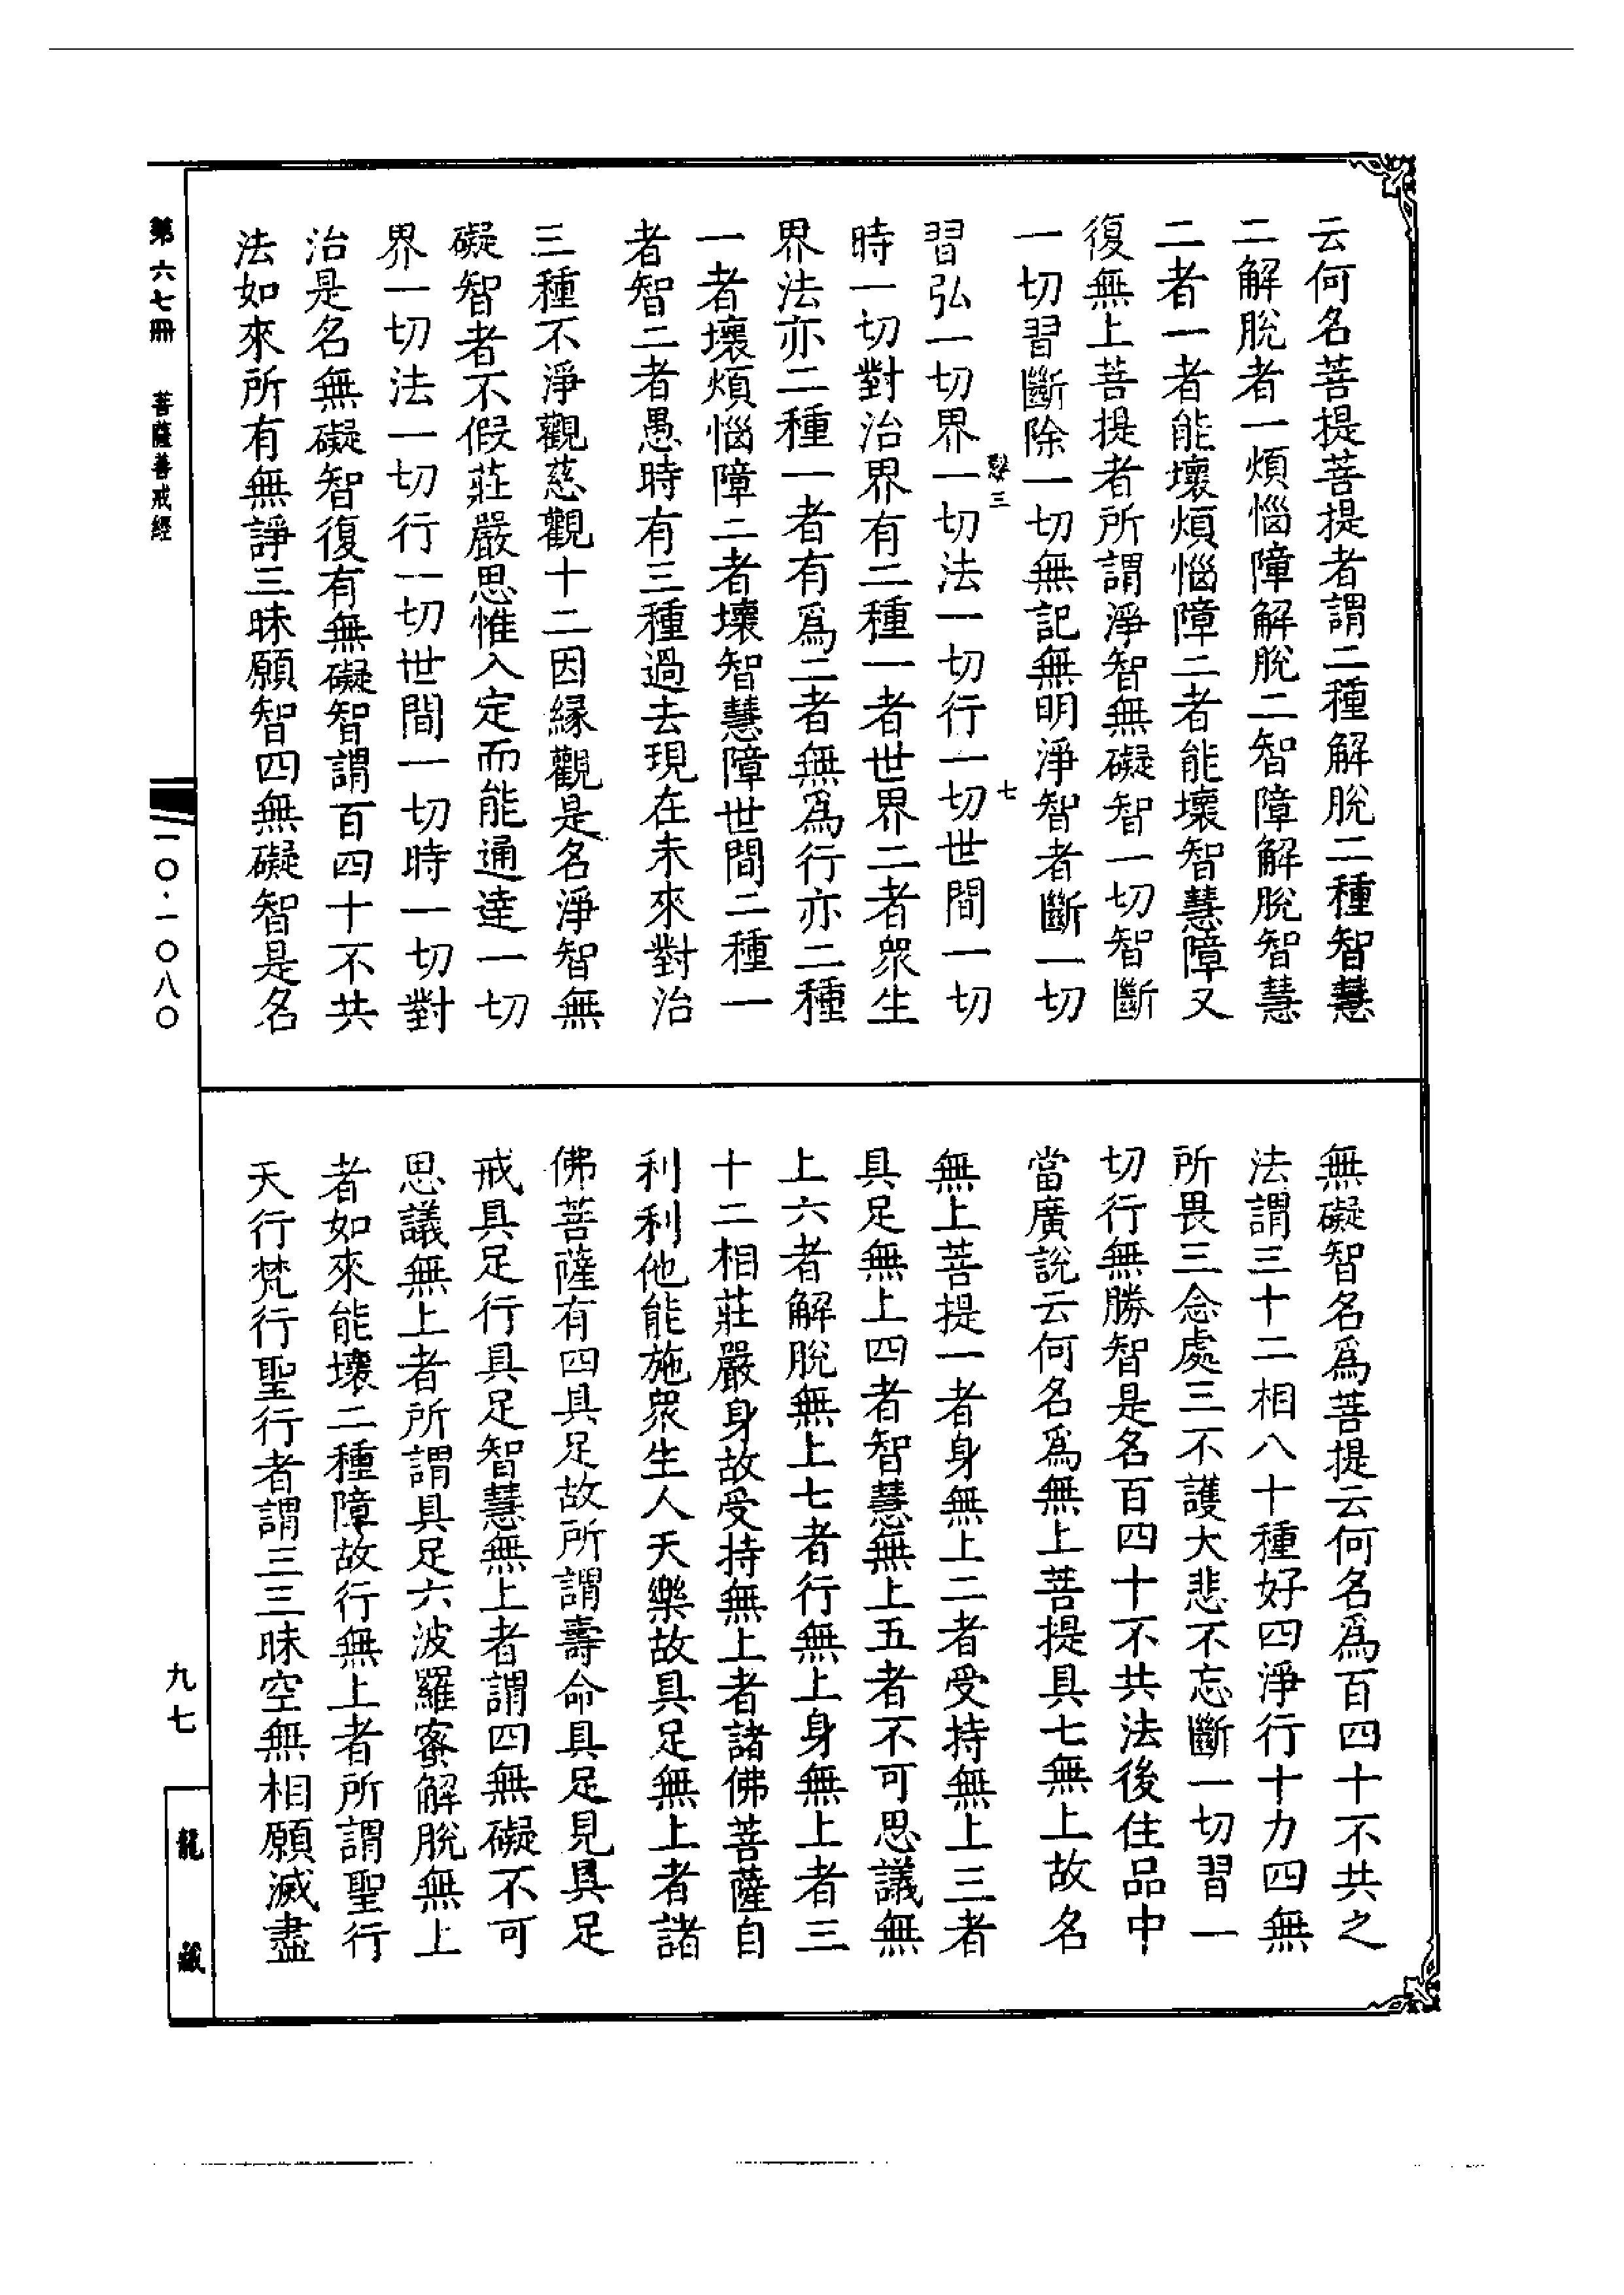 云何名菩提菩提者謂二種解脫二種智慧
二解脫者一煩惱障解脫二智障解脫智慧
二者一者能壞煩惱障二者能壞智慧障又
復無上菩提者所謂淨智無礙智一切智斷
一切習斷除一切無記無明淨智者斷一切
習弘一切界一切法一切行一切世間一切
時一切對治界有二種一者世界二者眾生
界法亦二種一者有爲二者無爲行亦二種
一者壞煩惱障二者壞智慧障世間二種一
者智二者愚時有三種過去現在未來對治
三種不淨觀慈觀十二因緣觀是名淨智無
礙智者不假莊嚴思惟入定而能通達一切
界一切法一切行一切世間一切時一切對
治是名無礙智復有無礙智謂百四十不共
法如來所有無諍三昧願智四無礙智是名
無礙智名爲菩提云何名爲百四十不共之
法謂三十二相八十種好四淨行十力四無
所畏三念處三不護大悲不忘斷一切習一
切行無勝智是名百四十不共法後住品中
當廣說云何名爲無上菩提具七無上故名
無上菩提一者身無上二者受持無上三者
具足無上四者智慧無上五者不可思議無
上六者解脫無上七者行無上身無上者三
十二相莊嚴身故受持無上者諸佛菩薩自
利利他能施眾生人天樂故具足無上者諸
佛菩薩有四具足故所謂壽命具足見具足
戒具足行具足智慧無上者謂四無礙不可
思議無上者所謂具足六波羅蜜解脫無上
者如來能壞二種障故行無上者所謂聖行
天行梵行聖行者謂三三昧空無相願滅盡
第六七冊 菩薩善戒經
一〇·一〇八〇
九七
龍藏
三
七